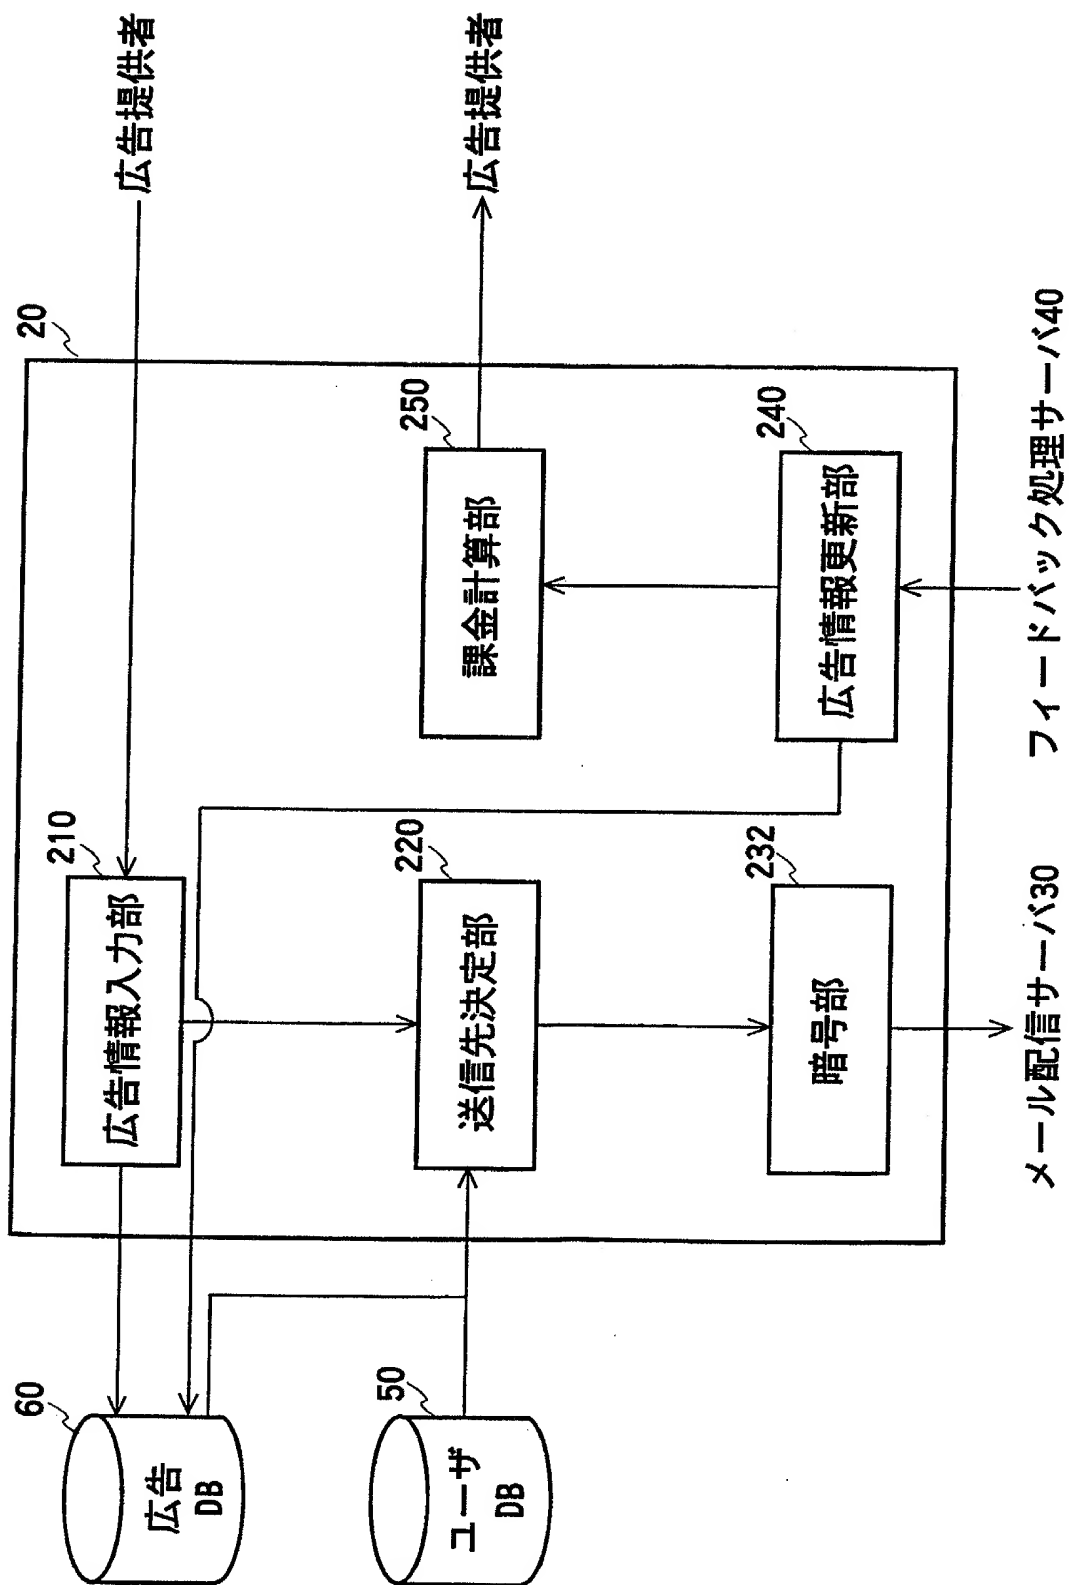 60
広告
DB
50
ユーザ
DB
20
広告提供者
広告提供者
210
広告情報入力部
220
送信先決定部
232
暗号部
250
課金計算部
240
広告情報更新部
メール配信サーバ30
フィードバック処理サーバ40